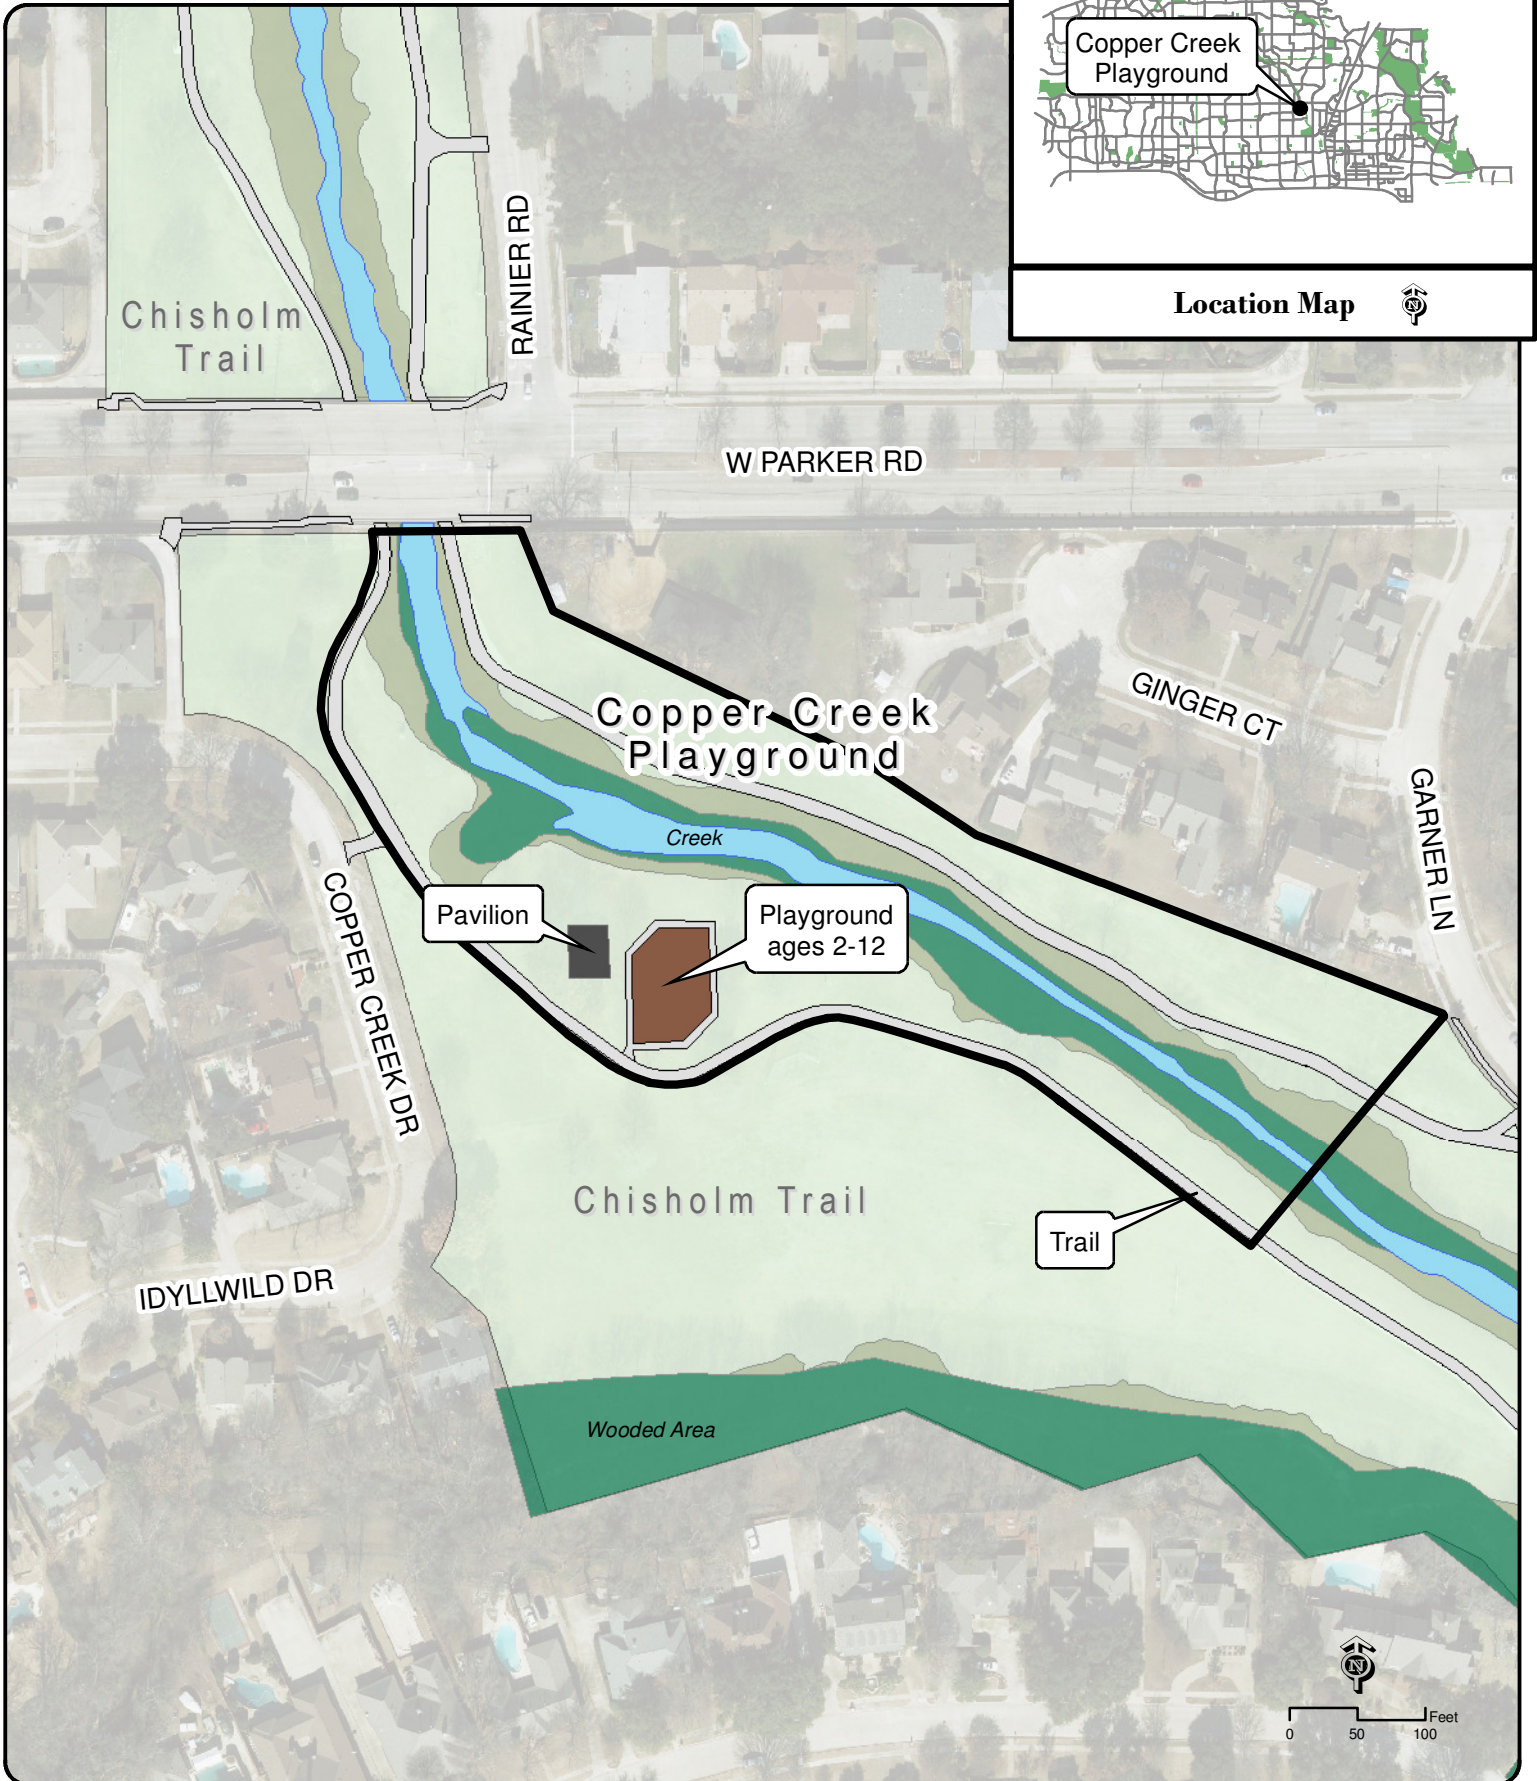 Copper Creek
Playground
Location Map
N
Chisholm
Trail
RAINIER RD
W PARKER RD
GINGER CT
GARNER LN
Copper Creek
Playground
Creek
Pavilion
Playground
ages 2-12
COPPER CREEK DR
Chisholm Trail
Trail
IDYLLWILD DR
Wooded Area
N
Feet
0 50 100